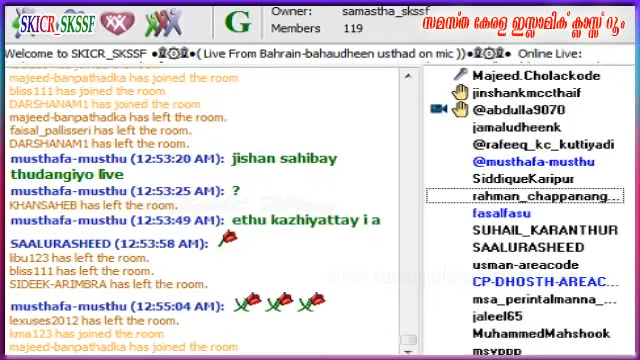 SKICR SKSSF
Owner: samastha_skssf
Members 119
സമസ്ത കേരള ഇസ്ലാമിക് ക്ലാസ്സ് റൂം
Welcome to SKICR_SKSSF ( Live From Bahrain-bahaudheen usthad on mic )) Online Live:
majeed-banpathadka has joined the room
bliss111 has joined the room
DARSHANAM1 has joined the room
majeed-banpathadka has left the room.
faisal_pallisseri has left the room.
DARSHANAM1 has left the room.
musthafa-musthu (12:53:20 AM): jishan sahibay
thudangiyo live
musthafa-musthu (12:53:25 AM): ?
KHANSAHEB has left the room.
musthafa-musthu (12:53:49 AM): ethu kazhiyattay i a
SAALURASHEED (12:53:58 AM):
libu123 has left the room.
bliss111 has left the room.
SIDEEK-ARIMBRA has left the room.
musthafa-musthu (12:55:04 AM):
lexuses2012 has left the room.
kma123 has joined the room
majeed-banpathadka has joined the room
Majeed.Cholackode
jinshankmccthaif
@abdulla9070
jamaludheenk
@rafeeq_kc_kuttiyadi
@musthafa-musthu
SiddiqueKaripur
rahman_chappanang...
fasalfasu
SUHAIL_KARANTHUR
SAALURASHEED
usman-areacode
CP-DHOSTH-AREAC...
msa_perintalmanna_...
jaleel65
MuhammedMahshook
msyppp